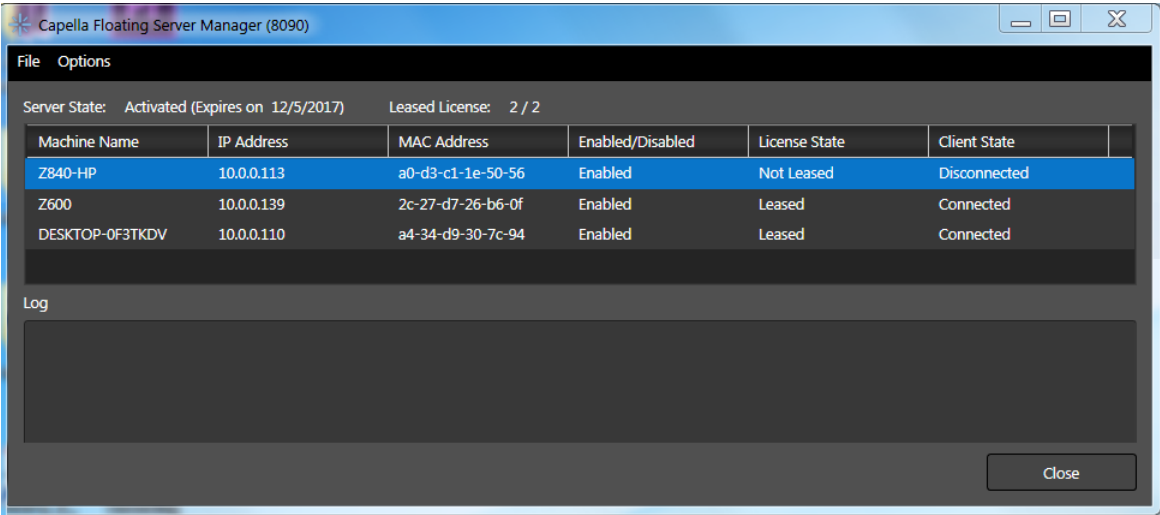 Capella Floating Server Manager (8090)
File Options
Server State: Activated (Expires on 12/5/2017) Leased License: 2 / 2
Machine Name IP Address MAC Address Enabled/Disabled License State Client State
Z840-HP 10.0.0.113 a0-d3-c1-1e-50-56 Enabled Not Leased Disconnected
Z600 10.0.0.139 2c-27-d7-26-b6-0f Enabled Leased Connected
DESKTOP-0F3TKDV 10.0.0.110 a4-34-d9-30-7c-94 Enabled Leased Connected
Log
Close